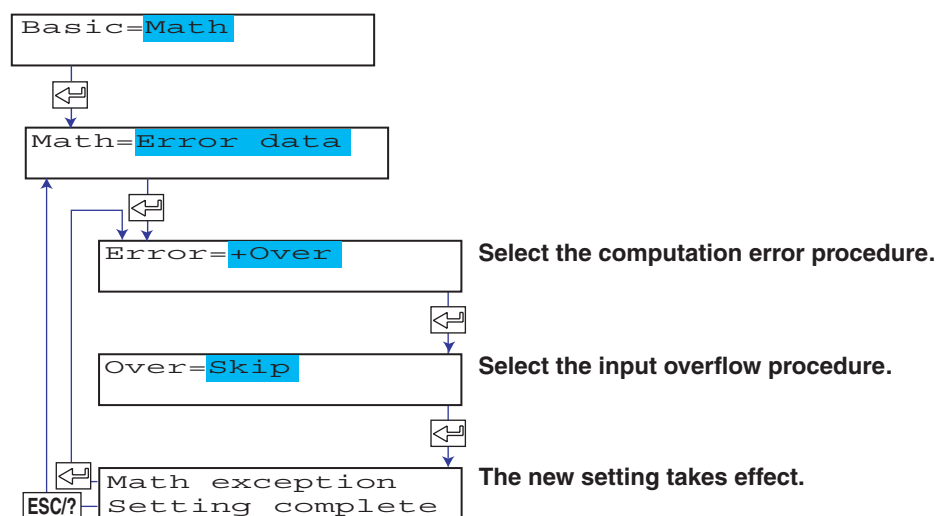 Basic=Math
Math=Error data
Error=+Over
Select the computation error procedure.
Over=Skip
Select the input overflow procedure.
Math exception
Setting complete
The new setting takes effect.
ESC/?